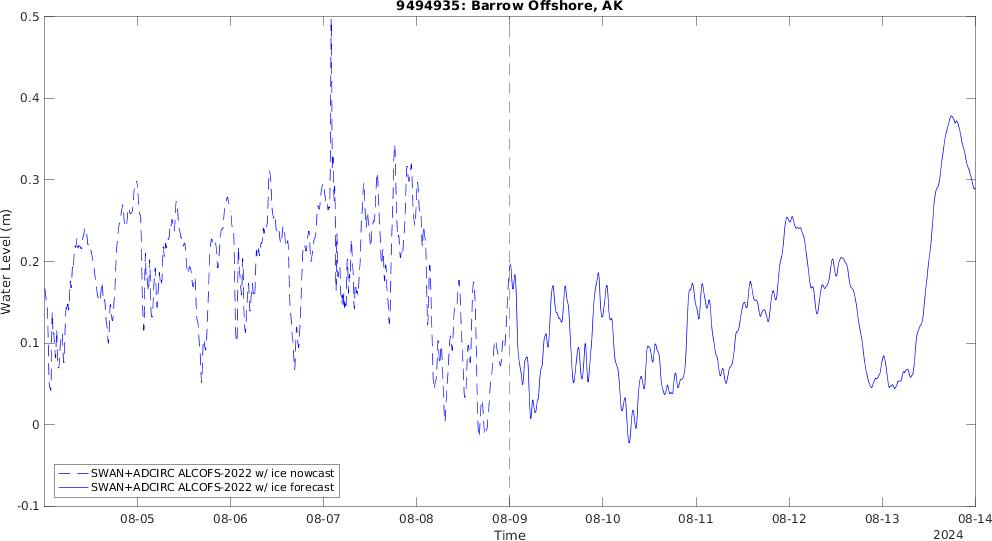 9494935: Barrow Offshore, AK
0.5
0.4
0.3
0.2
0.1
0
-0.1
Water Level (m)
SWAN+ADCIRC ALCOFS-2022 w/ ice nowcast
SWAN+ADCIRC ALCOFS-2022 w/ ice forecast
08-05 08-06 08-07 08-08 08-09 08-10 08-11 08-12 08-13 08-14
Time
2024